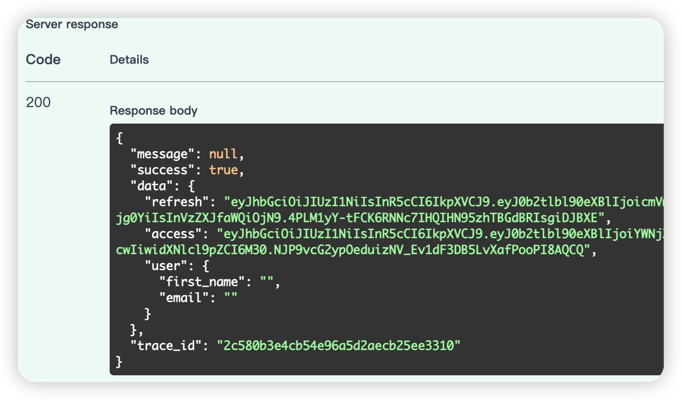 Server response
Code Details
200
Response body
{
"message": null,
"success": true,
"data": {
"refresh": "eyJhbGciOiJIUzI1NiIsInR5cCI6IkpXVCJ9.eyJ0b2tlbl90eXBlIjoicmV
jg0YiIsInVzZXJfaWQiOjN9.4PLM1yY-tFCK6RNNc7IHQIHN95zhTBGdBRIsgiDJBXE",
"access": "eyJhbGciOiJIUzI1NiIsInR5cCI6IkpXVCJ9.eyJ0b2tlbl90eXBlIjoiYWNj
cwIiwidXNlcl9pZCI6M30.NJP9vcG2ypOeduizNV_Ev1dF3DB5LvXafPooPI8AQCQ",
"user": {
"first_name": "",
"email": ""
}
},
"trace_id": "2c580b3e4cb54e96a5d2aecb25ee3310"
}